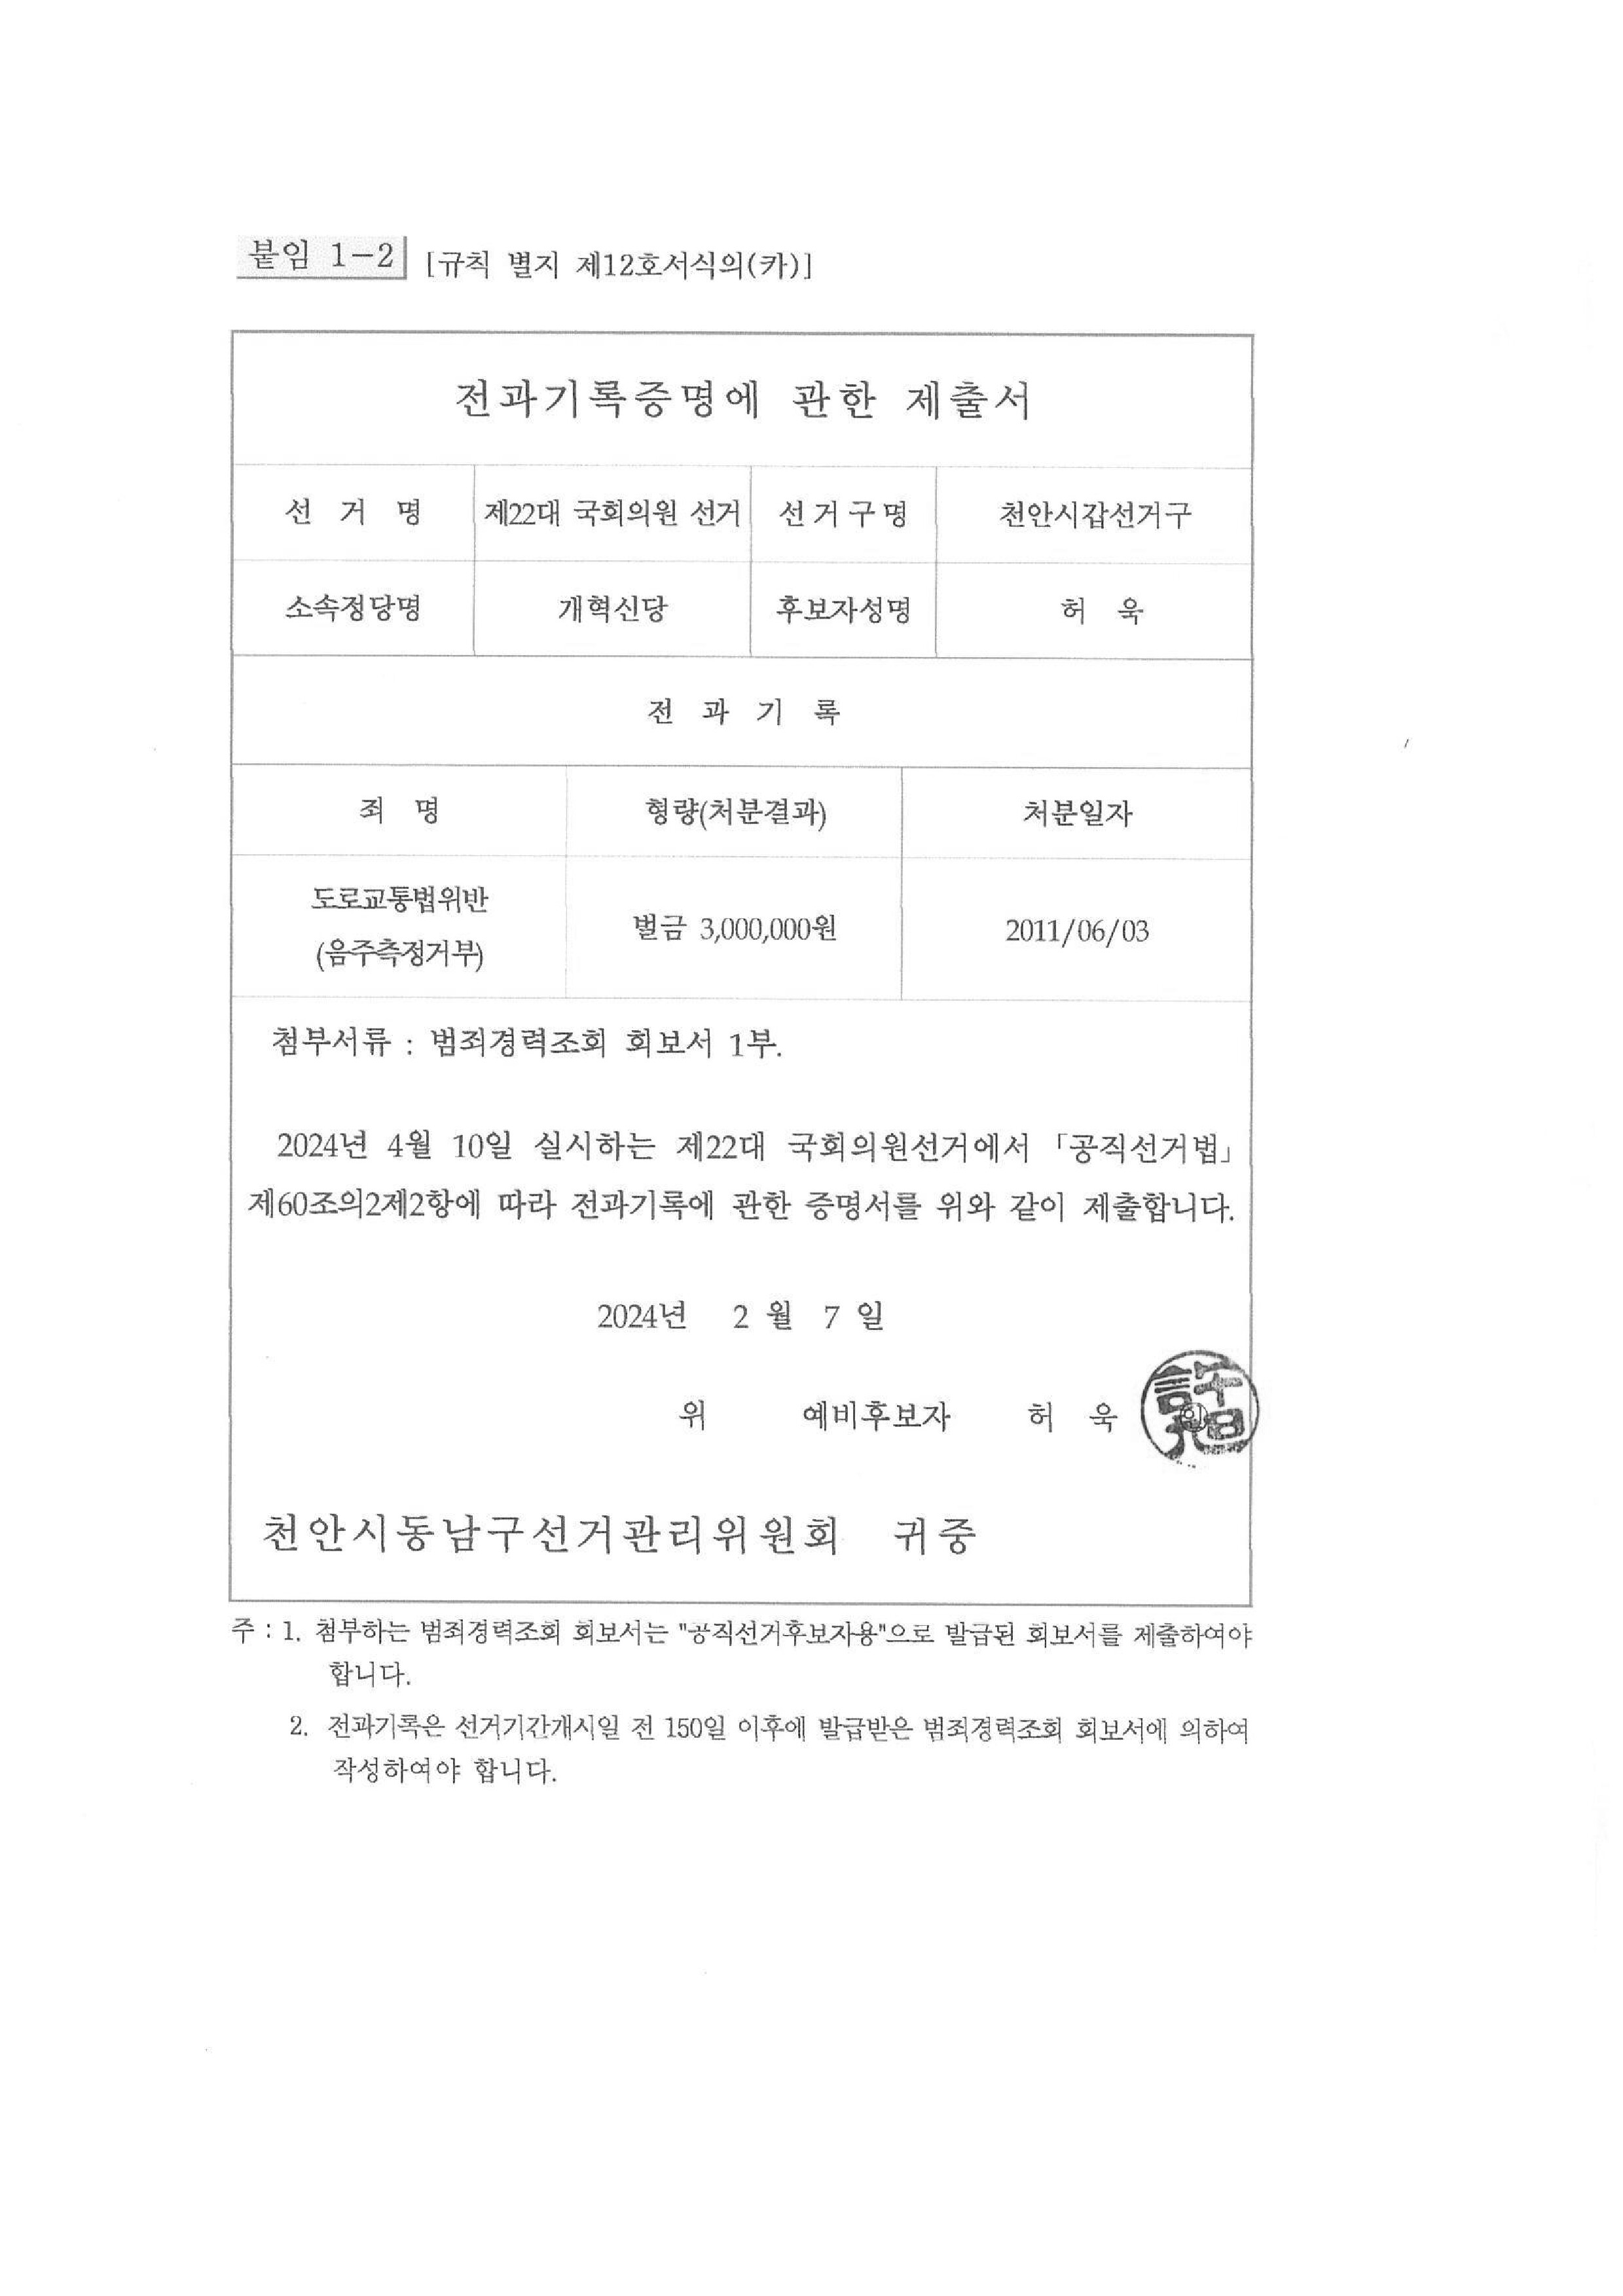 붙임 1-2 [규칙 별지 제12호서식의(카)]
전과기록증명에 관한 제출서
선 거 명 제22대 국회의원 선거 선거구명 천안시갑선거구
소속정당명 개혁신당 후보자성명 허 욱
전 과 기 록
죄 명 형량(처분결과) 처분일자
도로교통법위반
(음주측정거부) 벌금 3,000,000원 2011/06/03
첨부서류 : 범죄경력조회 회보서 1부.
2024년 4월 10일 실시하는 제22대 국회의원선거에서 「공직선거법」
제60조의2제2항에 따라 전과기록에 관한 증명서를 위와 같이 제출합니다.
2024년 2 월 7 일
위 예비후보자 허 욱
천안시동남구선거관리위원회 귀중
주 : 1. 첨부하는 범죄경력조회 회보서는 "공직선거후보자용"으로 발급된 회보서를 제출하여야
합니다.
2. 전과기록은 선거기간개시일 전 150일 이후에 발급받은 범죄경력조회 회보서에 의하여
작성하여야 합니다.